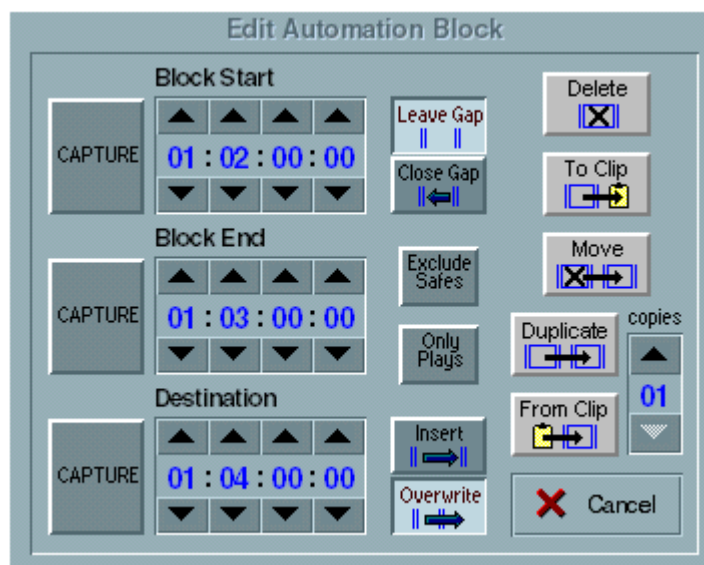 Edit Automation Block
Block Start
CAPTURE
01 : 02 : 00 : 00
Leave Gap
Close Gap
Delete
To Clip
Block End
CAPTURE
01 : 03 : 00 : 00
Exclude
Safes
Only
Plays
Move
Duplicate
copies
01
From Clip
Destination
CAPTURE
01 : 04 : 00 : 00
Insert
Overwrite
Cancel